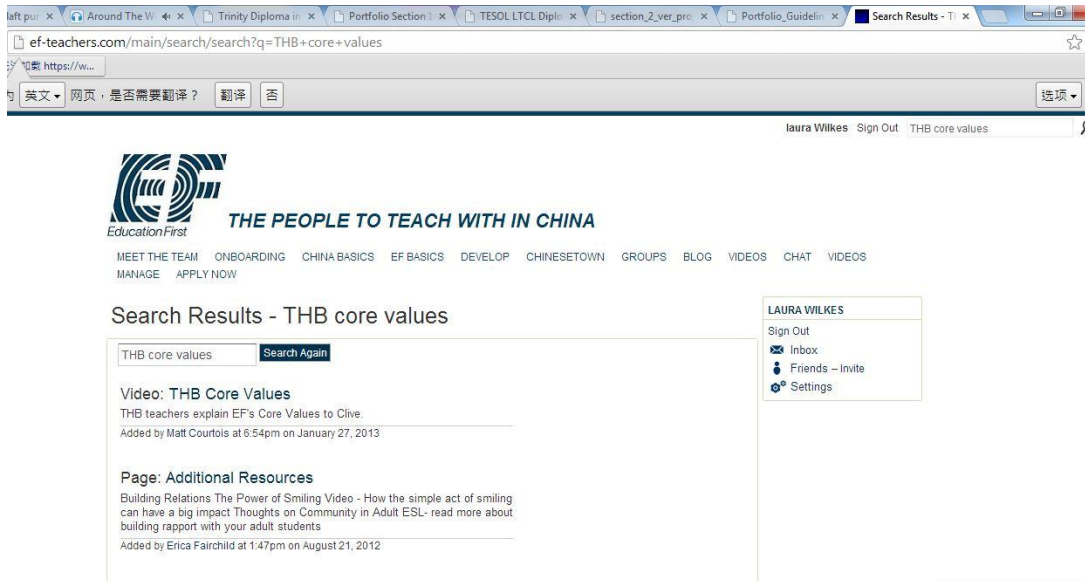 laft pur
Around The W
Trinity Diploma in
Portfolio Section
TESOL LTCL Diplo
section_2_ver_pro
Portfolio_Guidelin
Search Results - T
ef-teachers.com/main/search/search?q=THB+core+values
https://w...
英文 网页,是否需要翻译? 翻译 否 选项
laura Wilkes Sign Out THB core values
EF
Education First
THE PEOPLE TO TEACH WITH IN CHINA
MEET THE TEAM ONBOARDING CHINA BASICS EF BASICS DEVELOP CHINESETOWN GROUPS BLOG VIDEOS CHAT VIDEOS
MANAGE APPLY NOW
Search Results - THB core values
THB core values Search Again
Video: THB Core Values
THB teachers explain EF's Core Values to Clive.
Added by Matt Courtois at 6:54pm on January 27, 2013
Page: Additional Resources
Building Relations The Power of Smiling Video - How the simple act of smiling
can have a big impact Thoughts on Community in Adult ESL- read more about
building rapport with your adult students
Added by Erica Fairchild at 1:47pm on August 21, 2012
LAURA WILKES
Sign Out
Inbox
Friends – Invite
Settings